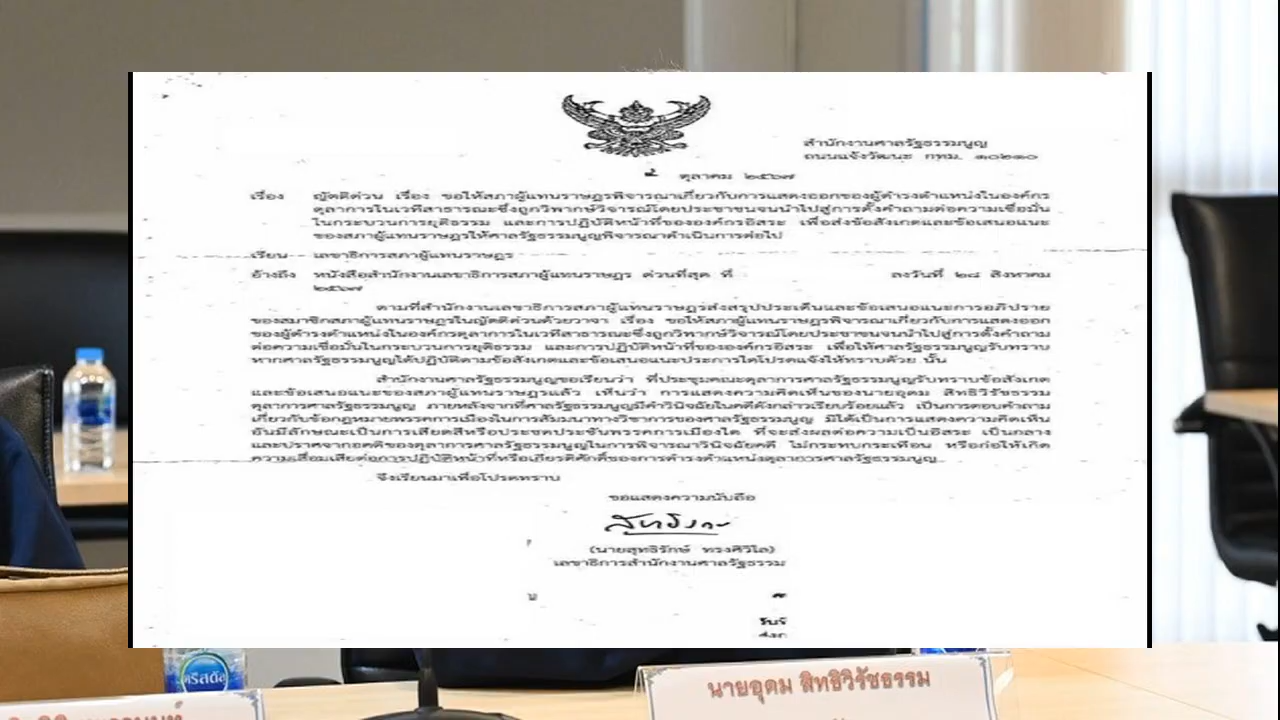 สำนักงานศาลรัฐธรรมนูญ
ถนนแจ้งวัฒนะ กทม. ๑๐๒๑๐
ตุลาคม ๒๕๖๗
เรื่อง ญัตติด่วน เรื่อง ขอให้สภาผู้แทนราษฎรพิจารณาเกี่ยวกับการแสดงออกของผู้ดำรงตำแหน่งในองค์กร
ตุลาการในเวทีสาธารณะซึ่งถูกวิพากษ์วิจารณ์โดยประชาชนจนนำไปสู่การตั้งคำถามต่อความเชื่อมั่น
ในกระบวนการยุติธรรม และการปฏิบัติหน้าที่ขององค์กรอิสระ เพื่อส่งข้อสังเกตและข้อเสนอแนะ
ของสภาผู้แทนราษฎรให้ศาลรัฐธรรมนูญพิจารณาดำเนินการต่อไป
เรียน เลขาธิการสภาผู้แทนราษฎร
อ้างถึง หนังสือสำนักงานเลขาธิการสภาผู้แทนราษฎร ด่วนที่สุด ที่ ลงวันที่ ๒๘ สิงหาคม
๒๕๖๗
ตามที่สำนักงานเลขาธิการสภาผู้แทนราษฎรส่งสรุปประเด็นและข้อเสนอแนะการอภิปราย
ของสมาชิกสภาผู้แทนราษฎรในญัตติด่วนด้วยวาจา เรื่อง ขอให้สภาผู้แทนราษฎรพิจารณาเกี่ยวกับการแสดงออก
ของผู้ดำรงตำแหน่งในองค์กรตุลาการในเวทีสาธารณะซึ่งถูกวิพากษ์วิจารณ์โดยประชาชนจนนำไปสู่การตั้งคำถาม
ต่อความเชื่อมั่นในกระบวนการยุติธรรม และการปฏิบัติหน้าที่ขององค์กรอิสระ เพื่อให้ศาลรัฐธรรมนูญรับทราบ
หากศาลรัฐธรรมนูญได้ปฏิบัติตามข้อสังเกตและข้อเสนอแนะประการใดโปรดแจ้งให้ทราบด้วย นั้น
สำนักงานศาลรัฐธรรมนูญขอเรียนว่า ที่ประชุมคณะตุลาการศาลรัฐธรรมนูญรับทราบข้อสังเกต
และข้อเสนอแนะของสภาผู้แทนราษฎรแล้ว เห็นว่า การแสดงความคิดเห็นของนายอุดม สิทธิวิรัชธรรม
ตุลาการศาลรัฐธรรมนูญ ภายหลังจากที่ศาลรัฐธรรมนูญมีคำวินิจฉัยในคดีดังกล่าวเรียบร้อยแล้ว เป็นการตอบคำถาม
เกี่ยวกับข้อกฎหมายพรรคการเมืองในการสัมมนาทางวิชาการของศาลรัฐธรรมนูญ มิได้เป็นการแสดงความคิดเห็น
อันมีลักษณะเป็นการเสียดสีหรือประชดประชันพรรคการเมืองใด ที่จะส่งผลต่อความเป็นอิสระ เป็นกลาง
และปราศจากอคติของตุลาการศาลรัฐธรรมนูญในการพิจารณาวินิจฉัยคดี ไม่กระทบกระเทือน หรือก่อให้เกิด
ความเสื่อมเสียต่อการปฏิบัติหน้าที่หรือเกียรติศักดิ์ของการดำรงตำแหน่งตุลาการศาลรัฐธรรมนูญ
จึงเรียนมาเพื่อโปรดทราบ
ขอแสดงความนับถือ
(นายสุทธิรักษ์ ทรงศิวิไล)
เลขาธิการสำนักงานศาลรัฐธรรม
คริสตัล
นายอุดม สิทธิวิรัชธรรม